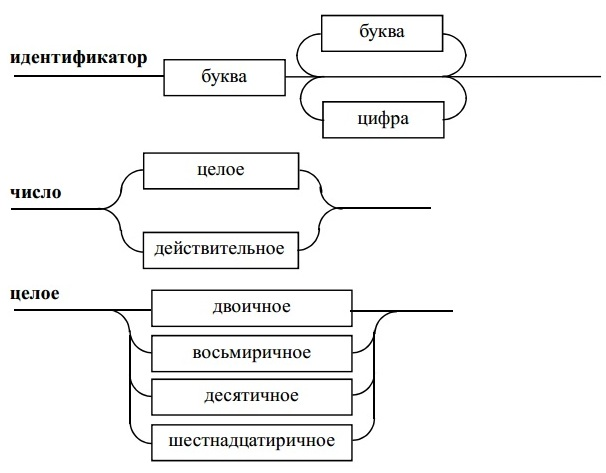 буква
идентификатор
буква
цифра
целое
число
действительное
целое
двоичное
восьмиричное
десятичное
шестнадцатиричное